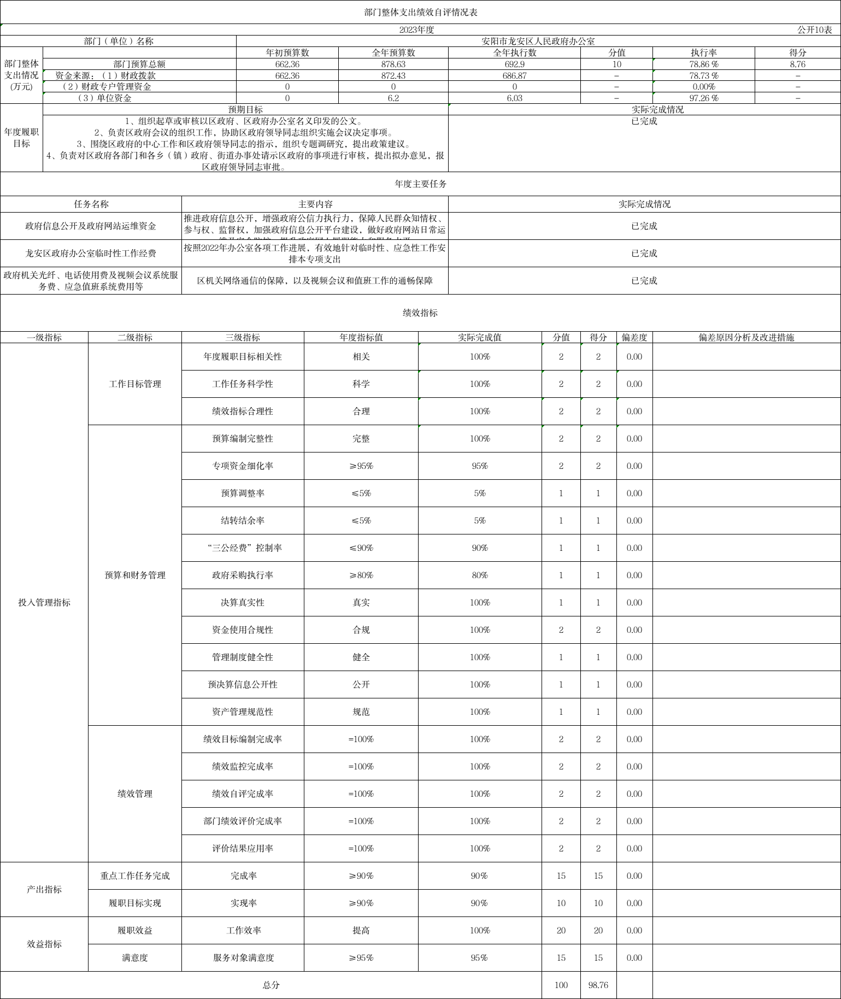 部门整体支出绩效自评情况表
2023年度 公开10表
部门（单位）名称 安阳市龙安区人民政府办公室
部门整体支出情况(万元) 年初预算数 全年预算数 全年执行数 分值 执行率 得分
部门预算总额 662.36 878.63 692.9 10 78.86 % 8.76
资金来源：（1）财政拨款 662.36 872.43 686.87 – 78.73 % –
（2）财政专户管理资金 0 0 0 – 0.00% –
（3）单位资金 0 6.2 6.03 – 97.26 % –
年度履职目标 预期目标 实际完成情况
1、组织起草或审核以区政府、区政府办公室名义印发的公文。 已完成
2、负责区政府会议的组织工作，协助区政府领导同志组织实施会议决定事项。
3、围绕区政府的中心工作和区政府领导同志的指示，组织专题调研究，提出政策建议。
4、负责对区政府各部门和各乡（镇）政府、街道办事处请示区政府的事项进行审核，提出拟办意见，报
区政府领导同志审批。
年度主要任务
任务名称 主要内容 实际完成情况
政府信息公开及政府网站运维资金 推进政府信息公开，增强政府公信力执行力，保障人民群众知情权、
参与权、监督权，加强政府信息公开平台建设，做好政府网站日常运
已完成
龙安区政府办公室临时性工作经费 按照2022年办公室各项工作进展，有效地针对临时性、应急性工作安
排本专项支出
已完成
政府机关光纤、电话使用费及视频会议系统服
务费、应急值班系统费用等
区机关网络通信的保障，以及视频会议和值班工作的通畅保障 已完成
绩效指标
一级指标 二级指标 三级指标 年度指标值 实际完成值 分值 得分 偏差度 偏差原因分析及改进措施
投入管理指标 工作目标管理 年度履职目标相关性 相关 100% 2 2 0.00
工作任务科学性 科学 100% 2 2 0.00
绩效指标合理性 合理 100% 2 2 0.00
预算和财务管理 预算编制完整性 完整 100% 2 2 0.00
专项资金细化率 ≥95% 95% 2 2 0.00
预算调整率 ≤5% 5% 1 1 0.00
结转结余率 ≤5% 5% 1 1 0.00
“三公经费”控制率 ≤90% 90% 1 1 0.00
政府采购执行率 ≥80% 80% 1 1 0.00
决算真实性 真实 100% 1 1 0.00
资金使用合规性 合规 100% 2 2 0.00
管理制度健全性 健全 100% 1 1 0.00
预决算信息公开性 公开 100% 1 1 0.00
资产管理规范性 规范 100% 1 1 0.00
绩效管理 绩效目标编制完成率 =100% 100% 2 2 0.00
绩效监控完成率 =100% 100% 2 2 0.00
绩效自评完成率 =100% 100% 2 2 0.00
部门绩效评价完成率 =100% 100% 2 2 0.00
评价结果应用率 =100% 100% 2 2 0.00
产出指标 重点工作任务完成 完成率 ≥90% 90% 15 15 0.00
履职目标实现 实现率 ≥90% 90% 10 10 0.00
效益指标 履职效益 工作效率 提高 100% 20 20 0.00
满意度 服务对象满意度 ≥95% 95% 15 15 0.00
总分 100 98.76